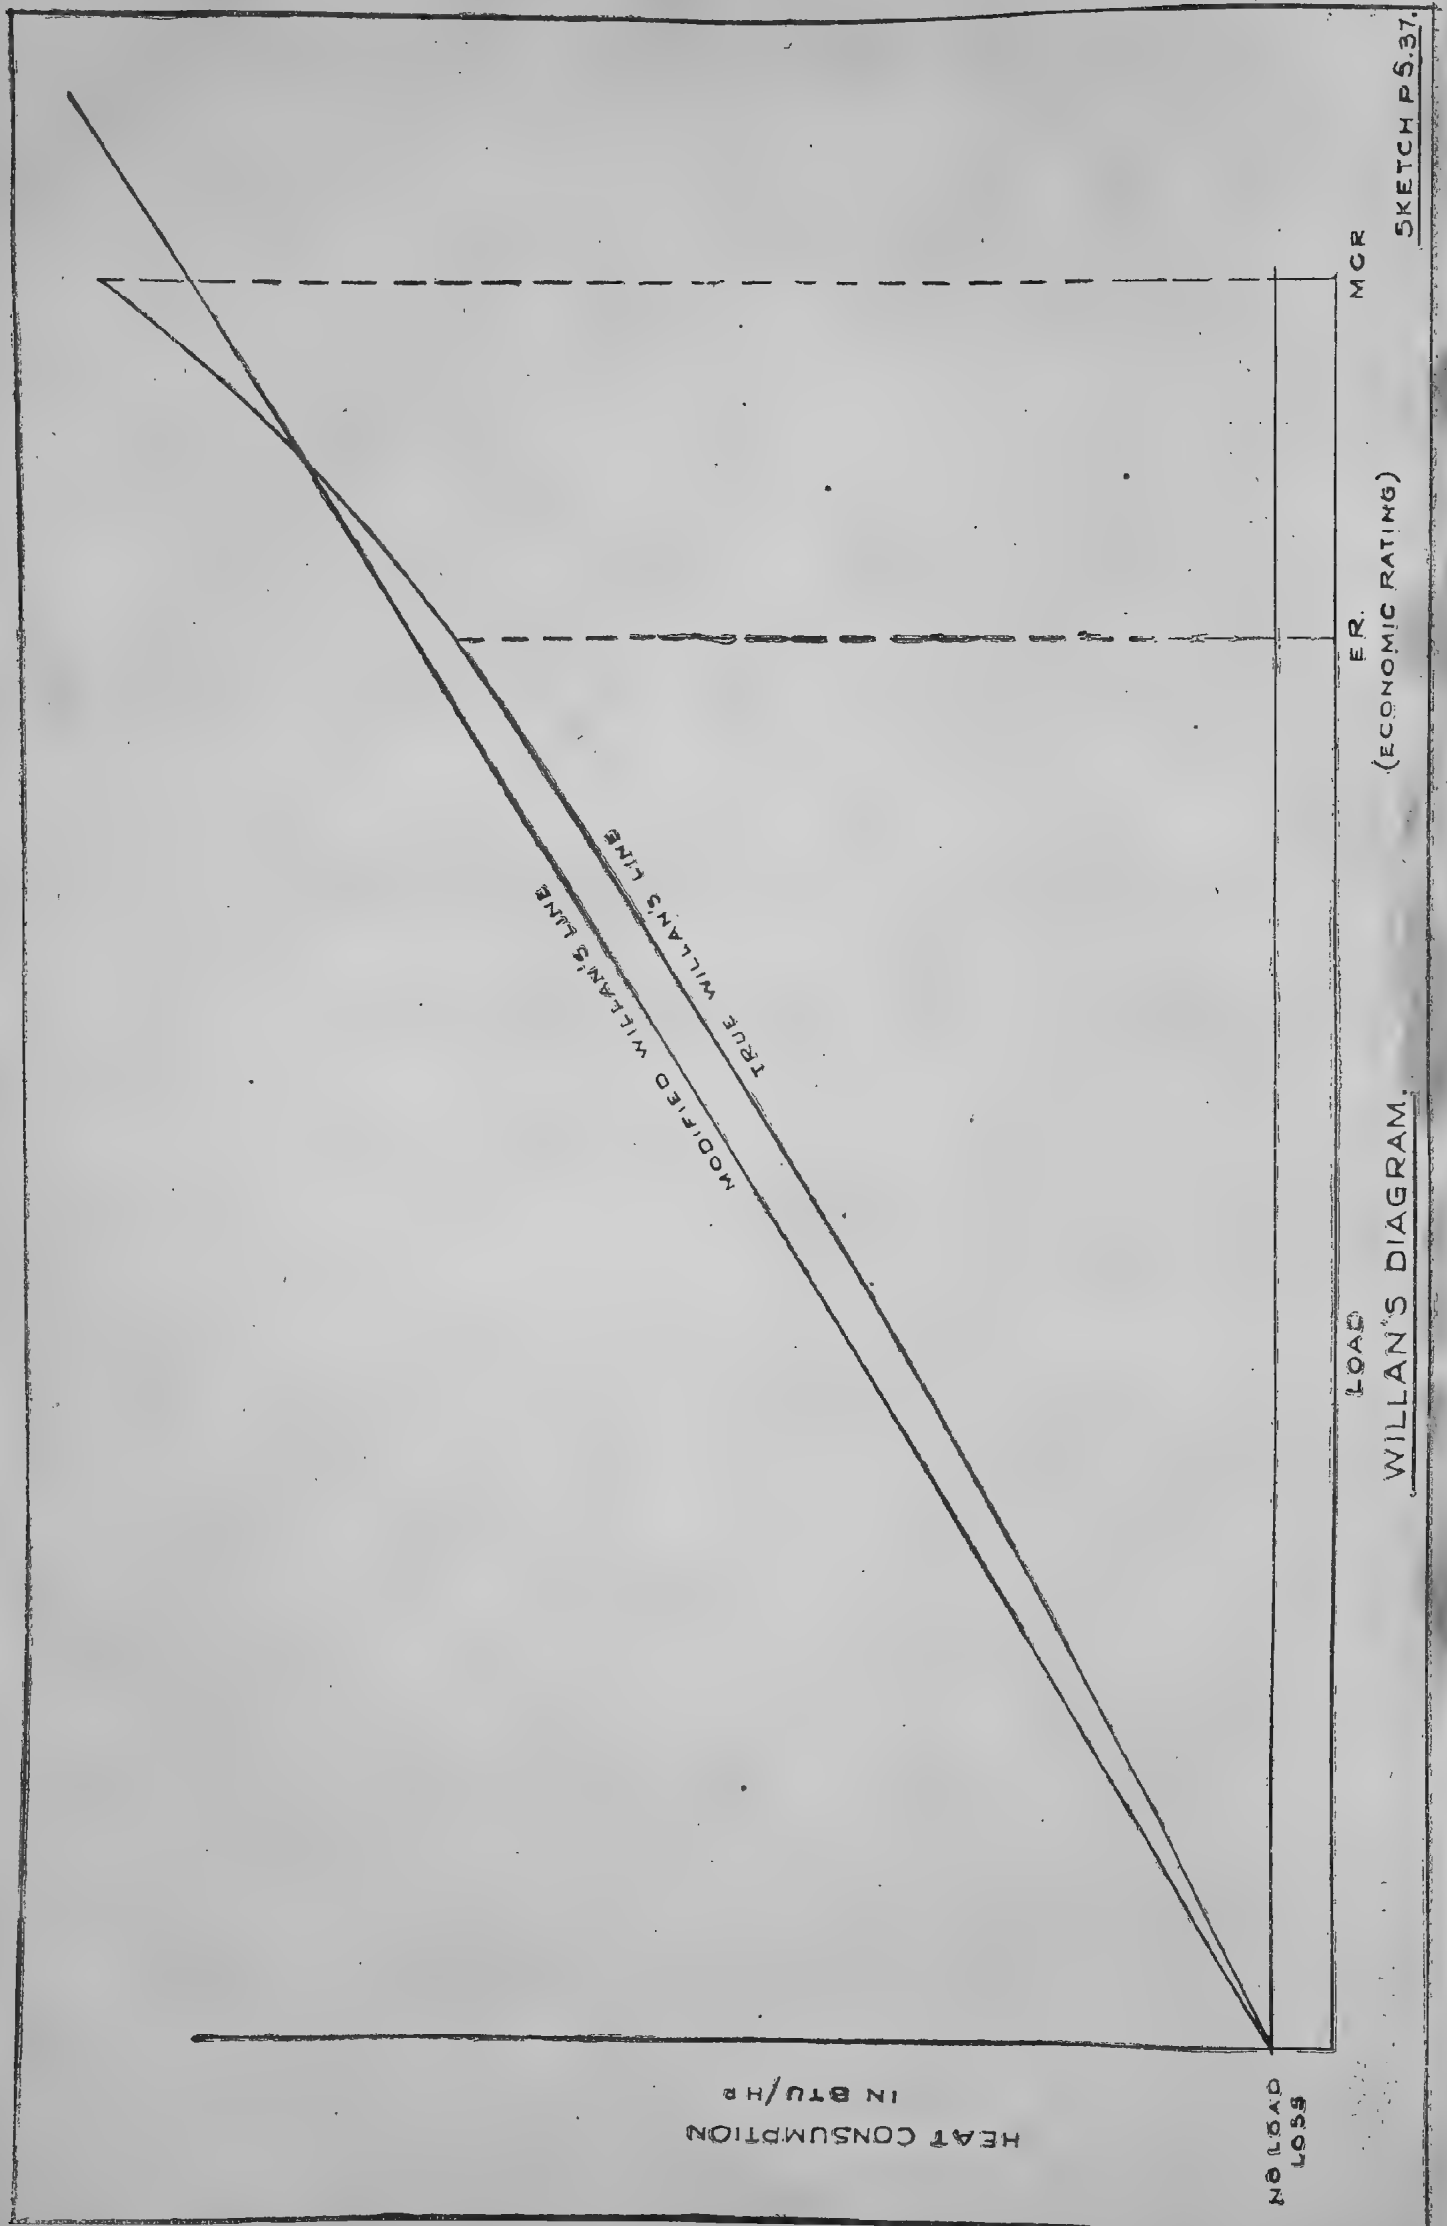 HEAT CONSUMPTION
IN BTU/HR
MODIFIED WILLAN'S LINE
TRUE WILLAN'S LINE
NO LOAD
LOSS
LOAD
E.R.
(ECONOMIC RATING)
MCR
WILLAN'S DIAGRAM.
SKETCH P5.37.